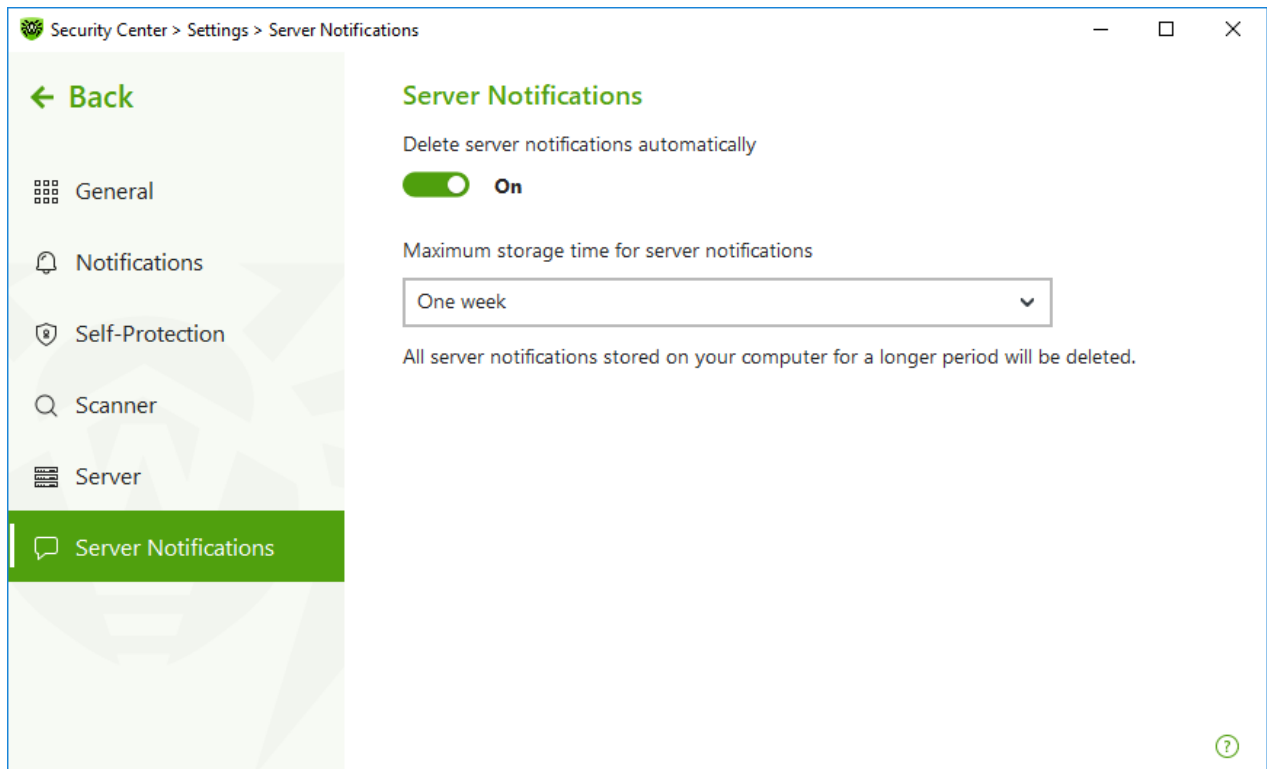 Security Center > Settings > Server Notifications
Back
General
Notifications
Self-Protection
Scanner
Server
Server Notifications
Server Notifications
Delete server notifications automatically
On
Maximum storage time for server notifications
One week
All server notifications stored on your computer for a longer period will be deleted.
?